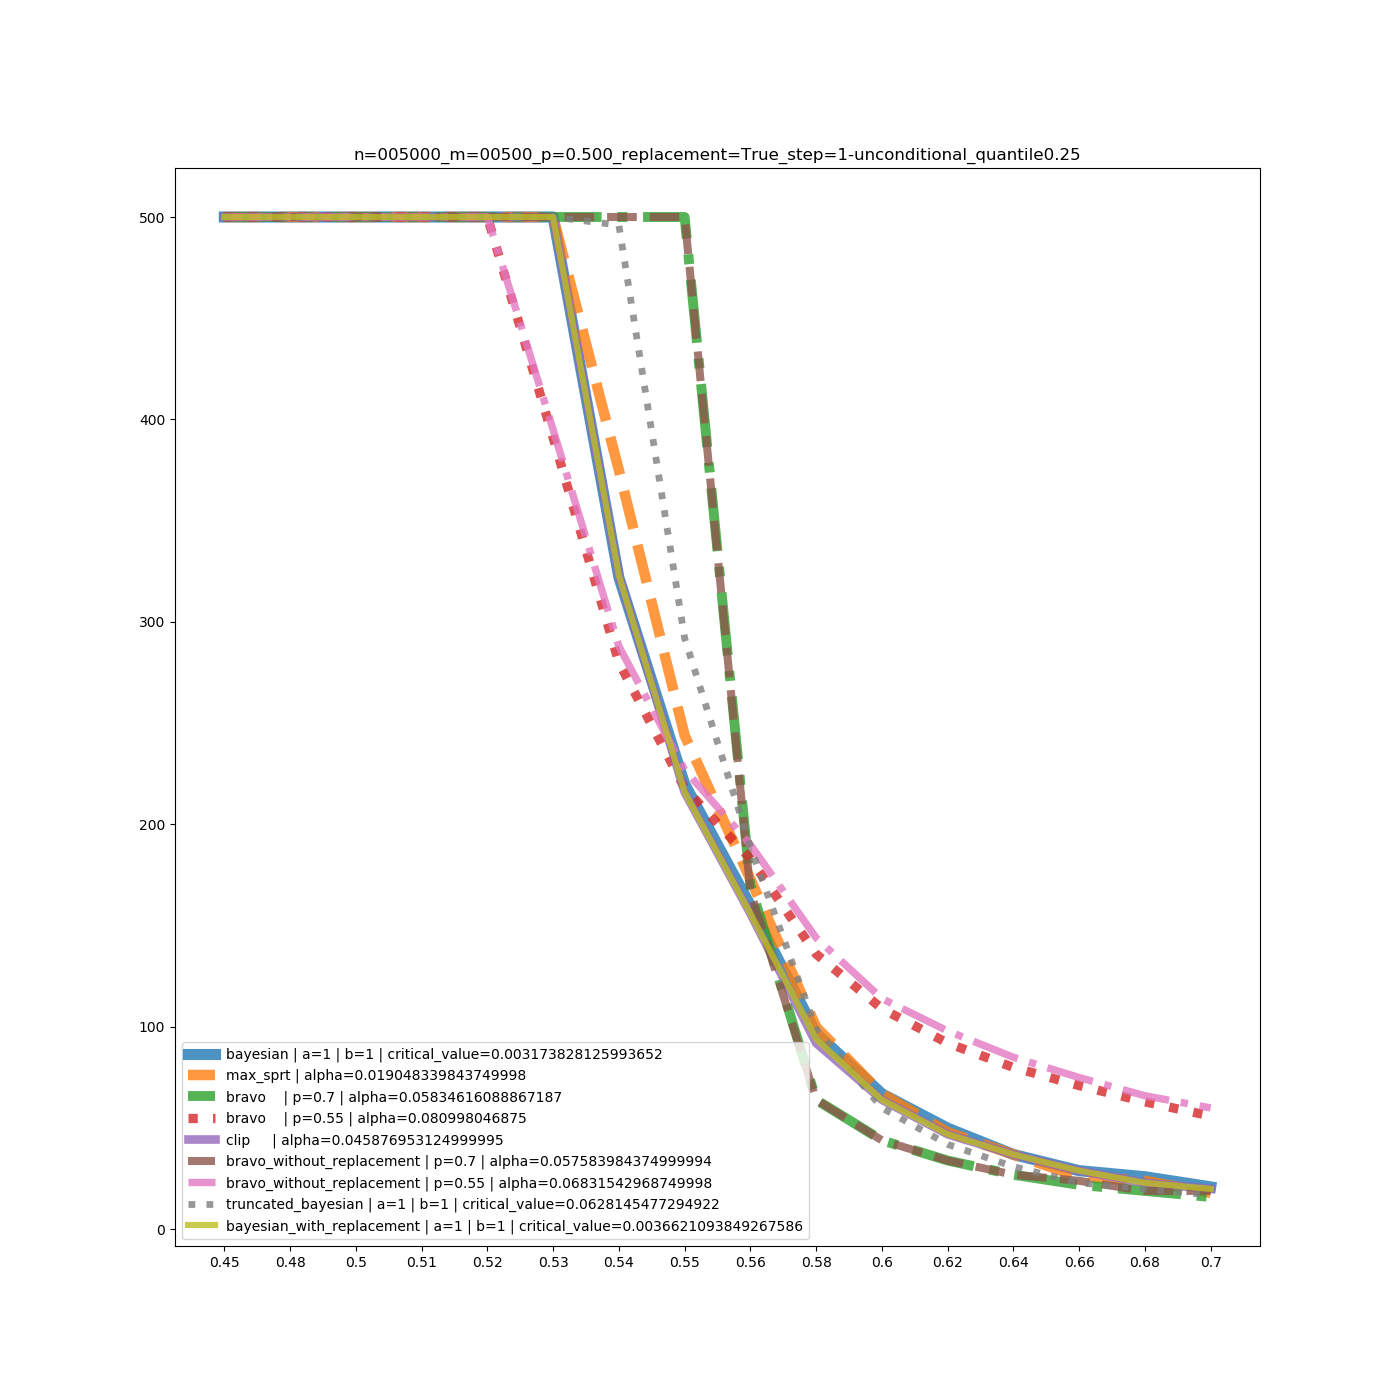 n=005000_m=00500_p=0.500_replacement=True_step=1-unconditional_quantile0.25
500
400
300
200
100
0
bayesian | a=1 | b=1 | critical_value=0.003173828125993652
max_sprt | alpha=0.019048339843749998
bravo    | p=0.7 | alpha=0.05834616088867187
bravo    | p=0.55 | alpha=0.080998046875
clip     | alpha=0.045876953124999995
bravo_without_replacement | p=0.7 | alpha=0.057583984374999994
bravo_without_replacement | p=0.55 | alpha=0.06831542968749998
truncated_bayesian | a=1 | b=1 | critical_value=0.0628145477294922
bayesian_with_replacement | a=1 | b=1 | critical_value=0.0036621093849267586
0.45 0.48 0.5 0.51 0.52 0.53 0.54 0.55 0.56 0.58 0.6 0.62 0.64 0.66 0.68 0.7